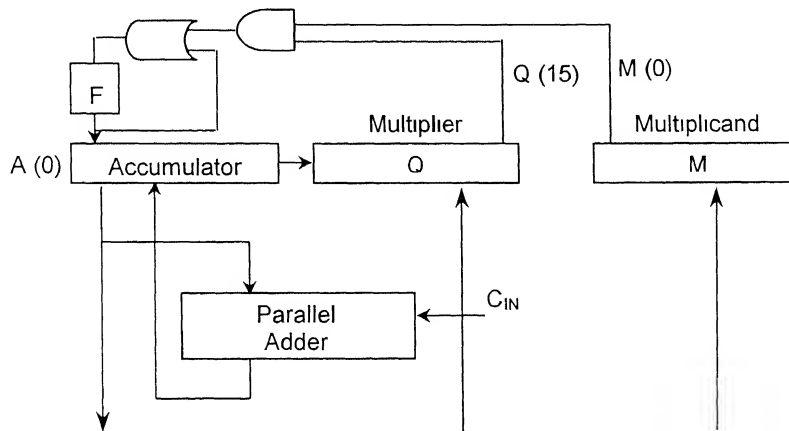 Q (15)
M (0)
F
Multiplier
Multiplicand
A (0)
Accumulator
Q
M
C_IN
Parallel
Adder